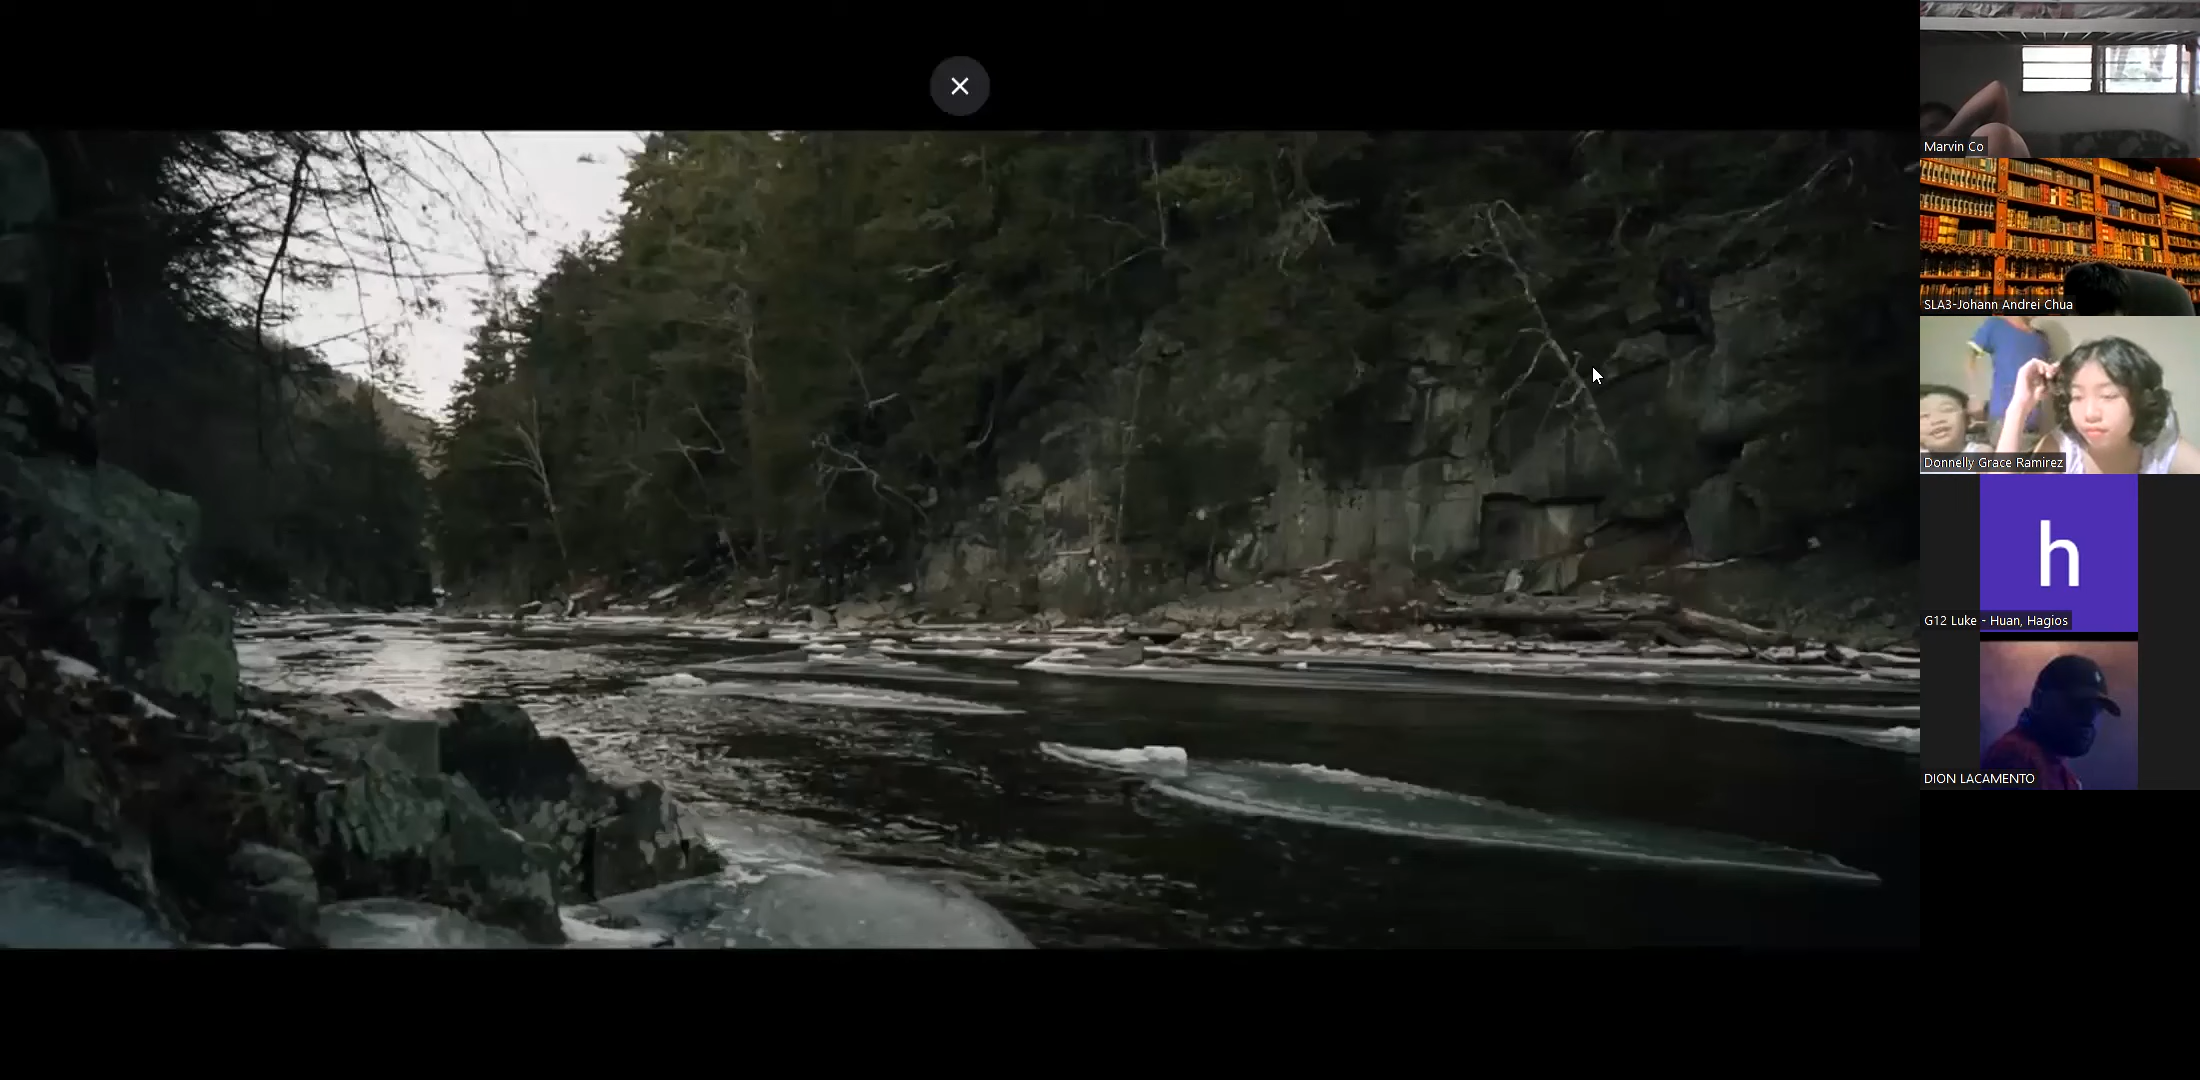 Marvin Co
SLA3-Johann Andrei Chua
Donnelly Grace Ramirez
h
G12 Luke - Huan, Hagios
DION LACAMENTO